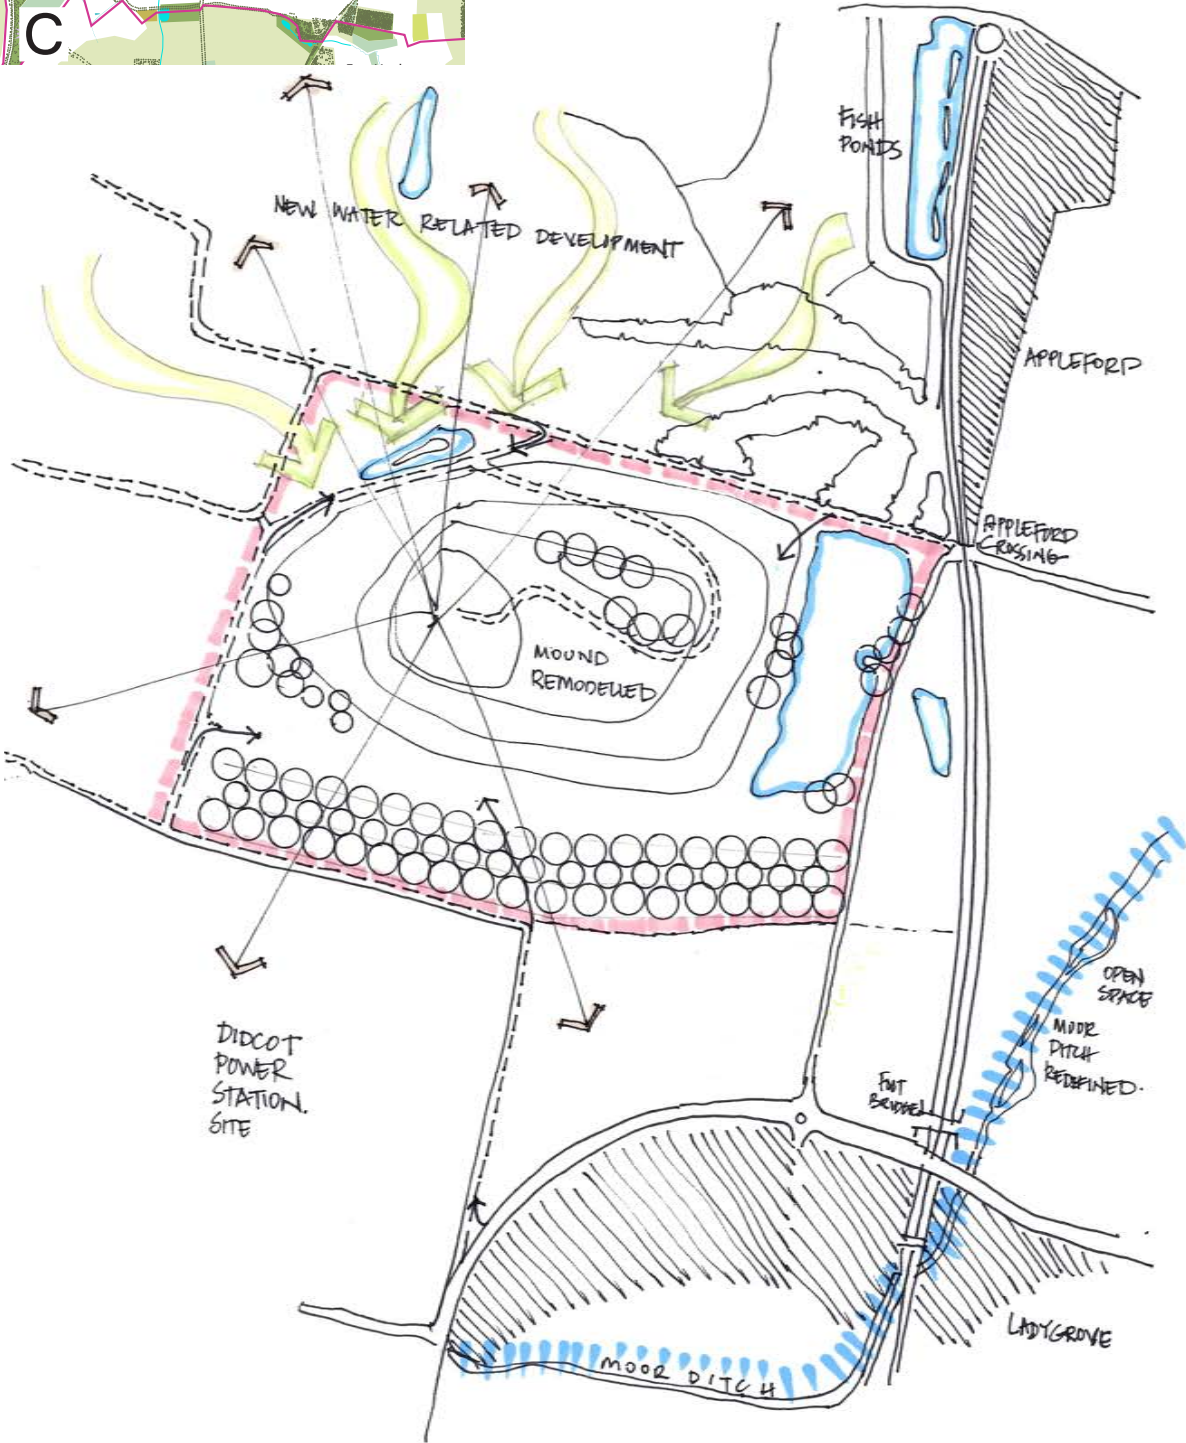 C
FISH
PONDS
NEW WATER RELATED DEVELOPMENT
APPLEFORD
APPLEFORD
CROSSING
MOUND
REMODELLED
OPEN
SPACE
MOOR
DITCH
REDEFINED.
FOOT
BRIDGE
DIDCOT
POWER
STATION.
SITE
LADYGROVE
MOOR DITCH